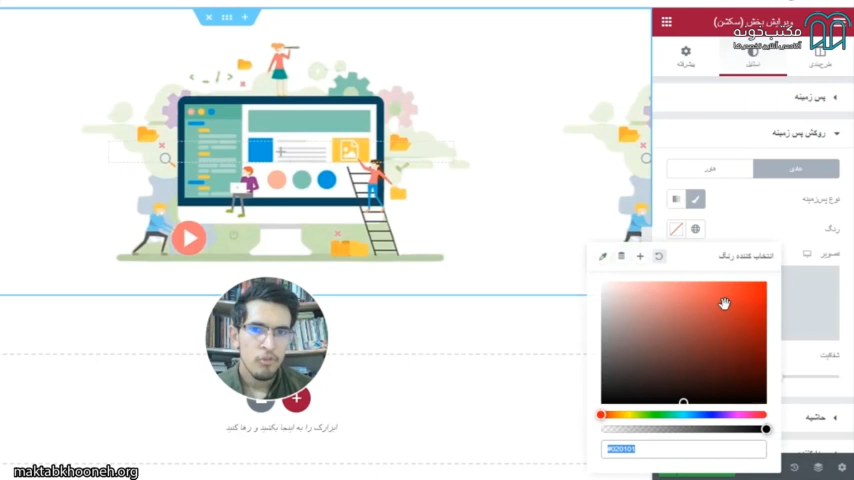 ویرایش بخش (سکشن)
مکتب‌خونه
آکادمی آنلاین تخصص‌ها
طرح‌بندی
استایل
پیشرفته
پس زمینه
روکش پس زمینه
عادی
هاور
نوع پس‌زمینه
رنگ
تصویر
انتخاب کننده رنگ
شفافیت
حاشیه
#020101
ابزارک را به اینجا بکشید و رها کنید
maktabkhooneh.org